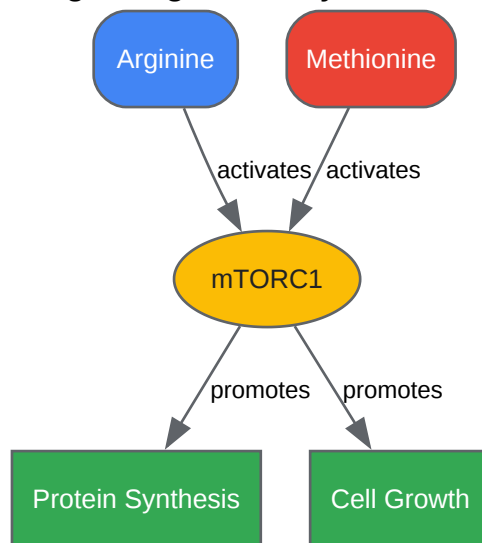 Arginine
Methionine
activates
activates
mTORC1
promotes
promotes
Protein Synthesis
Cell Growth